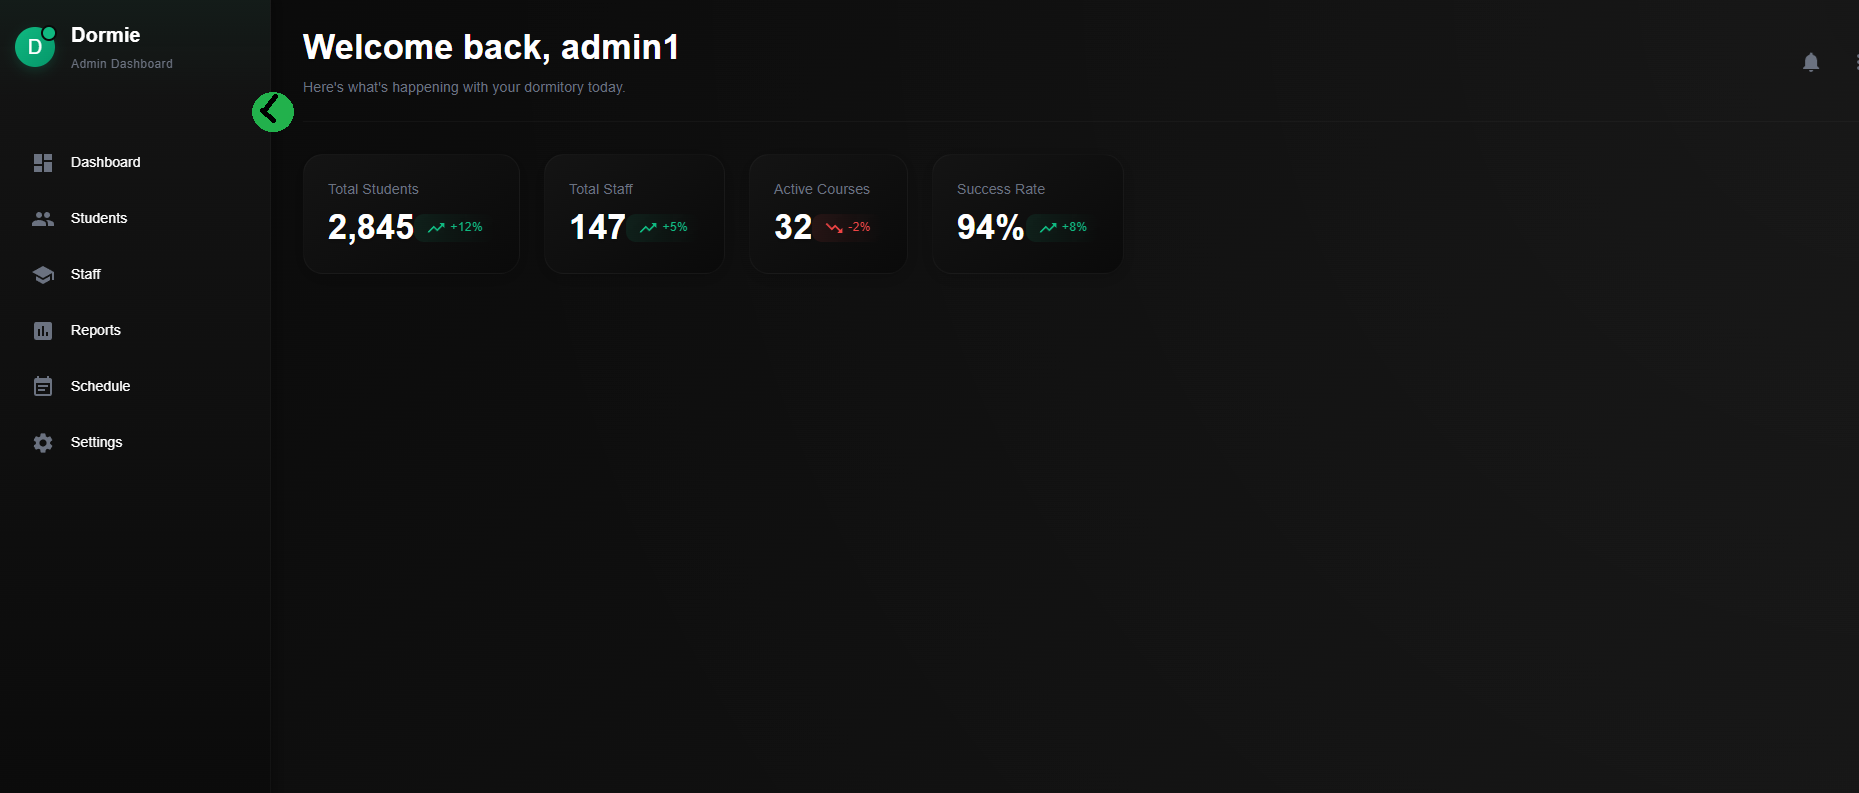 D
Dormie
Admin Dashboard
Dashboard
Students
Staff
Reports
Schedule
Settings
Welcome back, admin1
Here's what's happening with your dormitory today.
Total Students
2,845 +12%
Total Staff
147 +5%
Active Courses
32 -2%
Success Rate
94% +8%